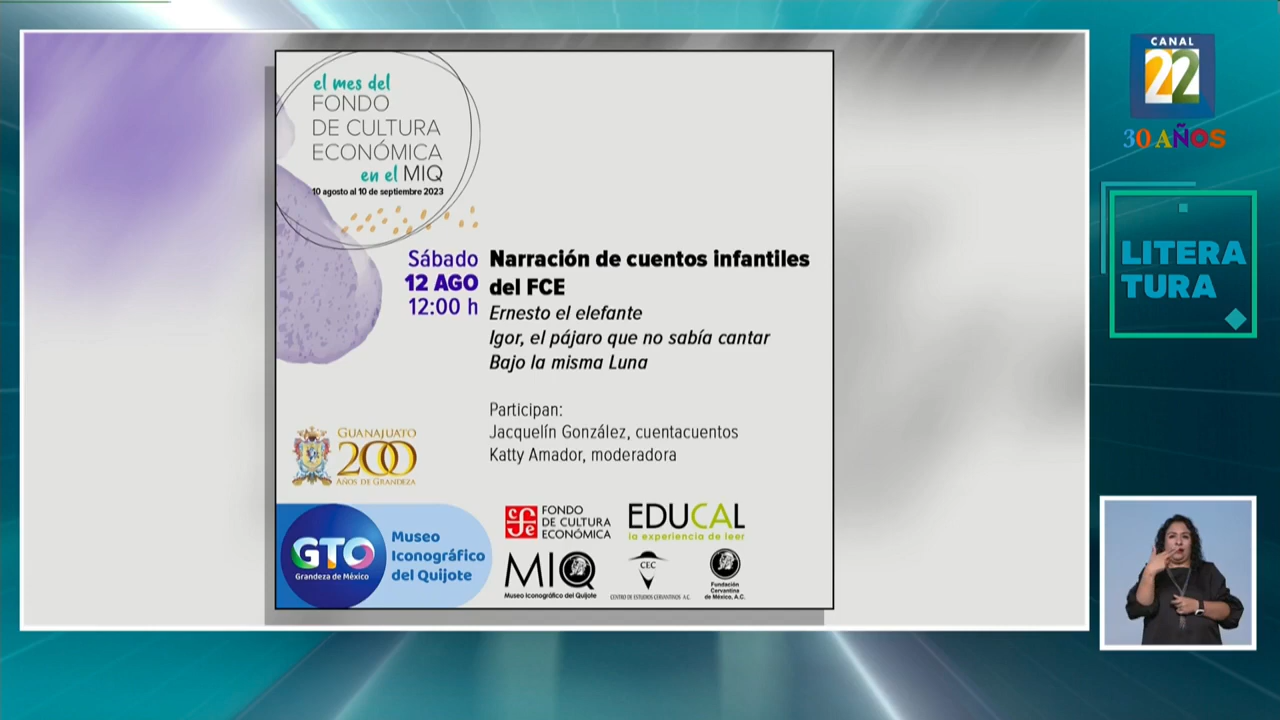 el mes del
FONDO
DE CULTURA
ECONÓMICA
en el MIQ
10 agosto al 10 de septiembre 2023
Sábado
12 AGO
12:00 h
Narración de cuentos infantiles
del FCE
Ernesto el elefante
Igor, el pájaro que no sabía cantar
Bajo la misma Luna
Participan:
Jacquelín González, cuentacuentos
Katty Amador, moderadora
GUANAJUATO
200
AÑOS DE GRANDEZA
GTO
Grandeza de México
Museo
Iconográfico
del Quijote
cfe
FONDO
DE CULTURA
ECONÓMICA
EDUCAL
la experiencia de leer
MIQ
Museo Iconográfico del Quijote
CEC
CENTRO DE ESTUDIOS CERVANTINOS A.C.
Fundación
Cervantina
de México, A.C.
CANAL
22
30 AÑOS
LITERA
TURA